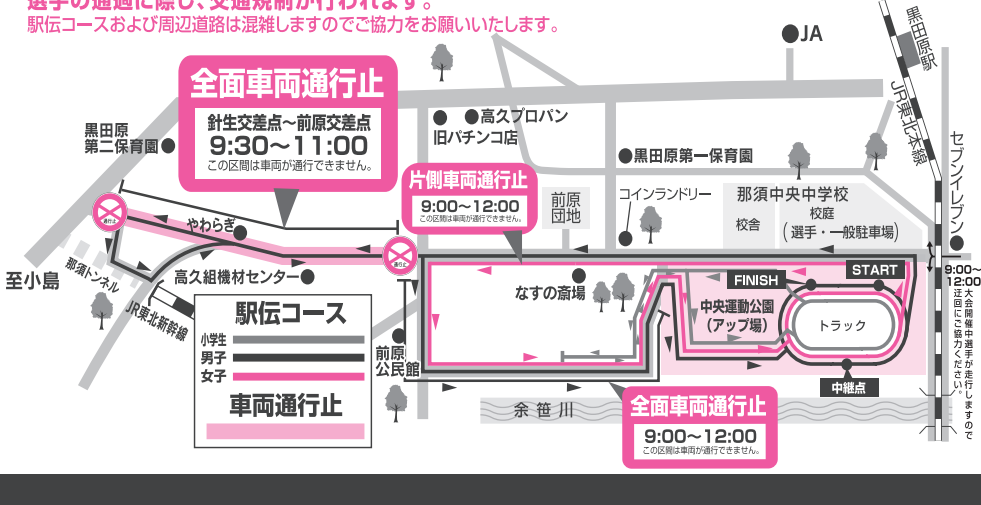 選手の通過に際し、交通規制が行われます。
駅伝コースおよび周辺道路は混雑しますのでご協力をお願いいたします。
全面車両通行止
針生交差点～前原交差点
9:30～11:00
この区間は車両が通行できません。
黒田原
第二保育園
JA
黒田原駅
JR東北本線
高久プロパン
旧パチンコ店
片側車両通行止
9:00～12:00
この区間は車両が通行できません。
黒田原第一保育園
前原
団地
コインランドリー
那須中央中学校
校舎
校庭
(選手・一般駐車場)
セブンイレブン
通行止
やわらぎ
通行止
至小島
那須トンネル
高久組機材センター
JR東北新幹線
なすの斎場
FINISH
START
中央運動公園
(アップ場)
トラック
中継点
9:00～
12:00
大会開催中選手が走行しますので
迂回にご協力ください。
駅伝コース
小学生
男子
女子
車両通行止
前原
公民館
余笹川
全面車両通行止
9:00～12:00
この区間は車両が通行できません。